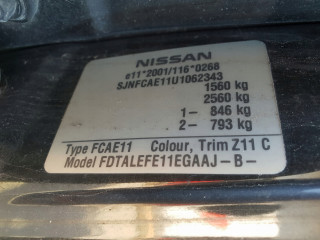 NISSAN
e11*2001/116*0268
SJNFCAE11U1062343
1560 kg
2560 kg
1- 846 kg
2- 793 kg
Type FCAE11 Colour, Trim Z11 C
Model FDTALEFE11EGAAJ-B-